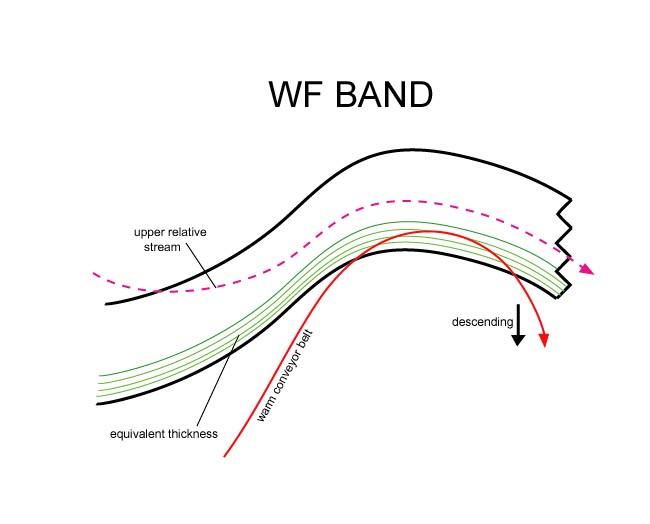 WF BAND
upper relative
stream
descending
warm conveyor belt
equivalent thickness